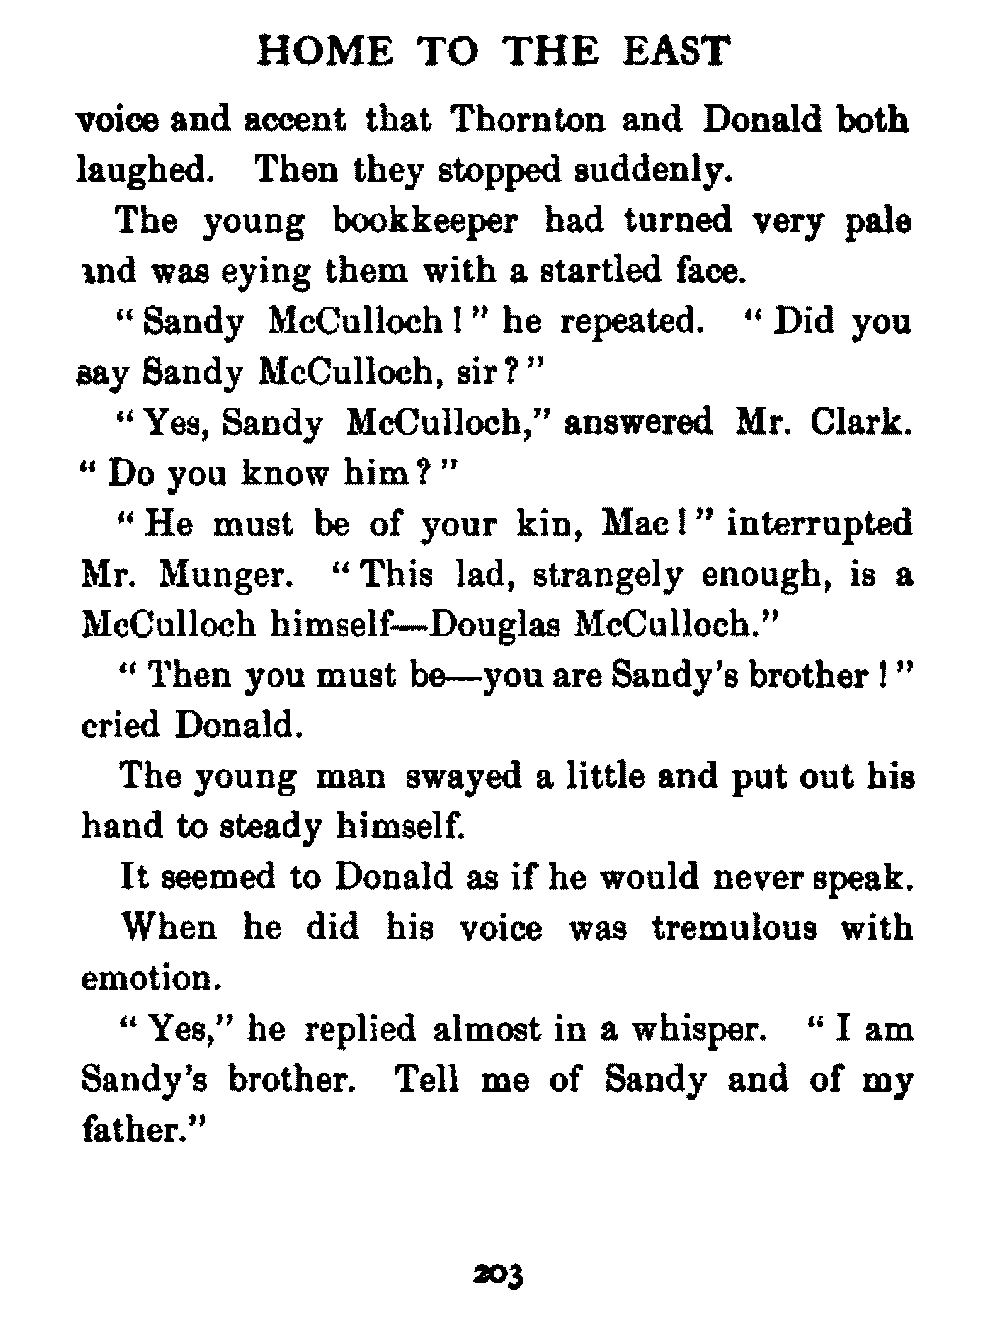 HOME TO THE EAST
voice and accent that Thornton and Donald both
laughed. Then they stopped suddenly.
The young bookkeeper had turned very pale
and was eying them with a startled face.
“Sandy McCulloch!” he repeated. “Did you
say Sandy McCulloch, sir?”
“Yes, Sandy McCulloch,” answered Mr. Clark.
“Do you know him?”
“He must be of your kin, Mac!” interrupted
Mr. Munger. “This lad, strangely enough, is a
McCulloch himself—Douglas McCulloch.”
“Then you must be—you are Sandy's brother!”
cried Donald.
The young man swayed a little and put out his
hand to steady himself.
It seemed to Donald as if he would never speak.
When he did his voice was tremulous with
emotion.
“Yes,” he replied almost in a whisper. “I am
Sandy's brother. Tell me of Sandy and of my
father.”
203